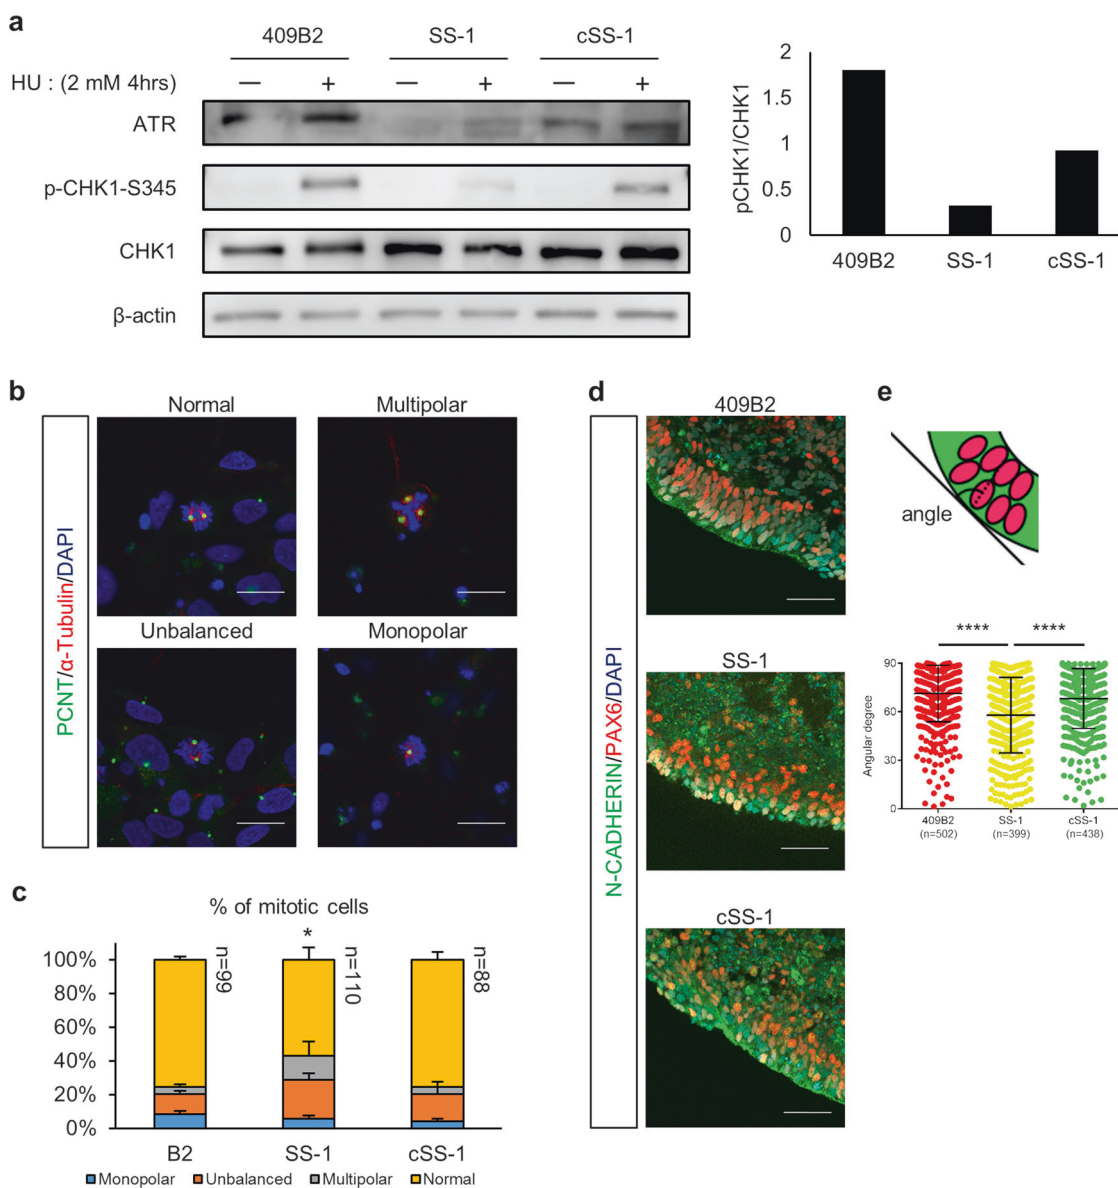 a
409B2 SS-1 cSS-1
HU : (2 mM 4hrs) — + — + — +
ATR
p-CHK1-S345
CHK1
β-actin
pCHK1/CHK1
2
1.5
1
0.5
0
409B2 SS-1 cSS-1
b
PCNT/α-Tubulin/DAPI
Normal Multipolar
Unbalanced Monopolar
c
% of mitotic cells
*
100%
80%
60%
40%
20%
0%
n=99
n=110
n=88
B2 SS-1 cSS-1
Monopolar Unbalanced Multipolar Normal
d
N-CADHERIN/PAX6/DAPI
409B2
SS-1
cSS-1
e
angle
**** ****
Angular degree
90
60
30
0
409B2 SS-1 cSS-1
(n=502) (n=399) (n=438)